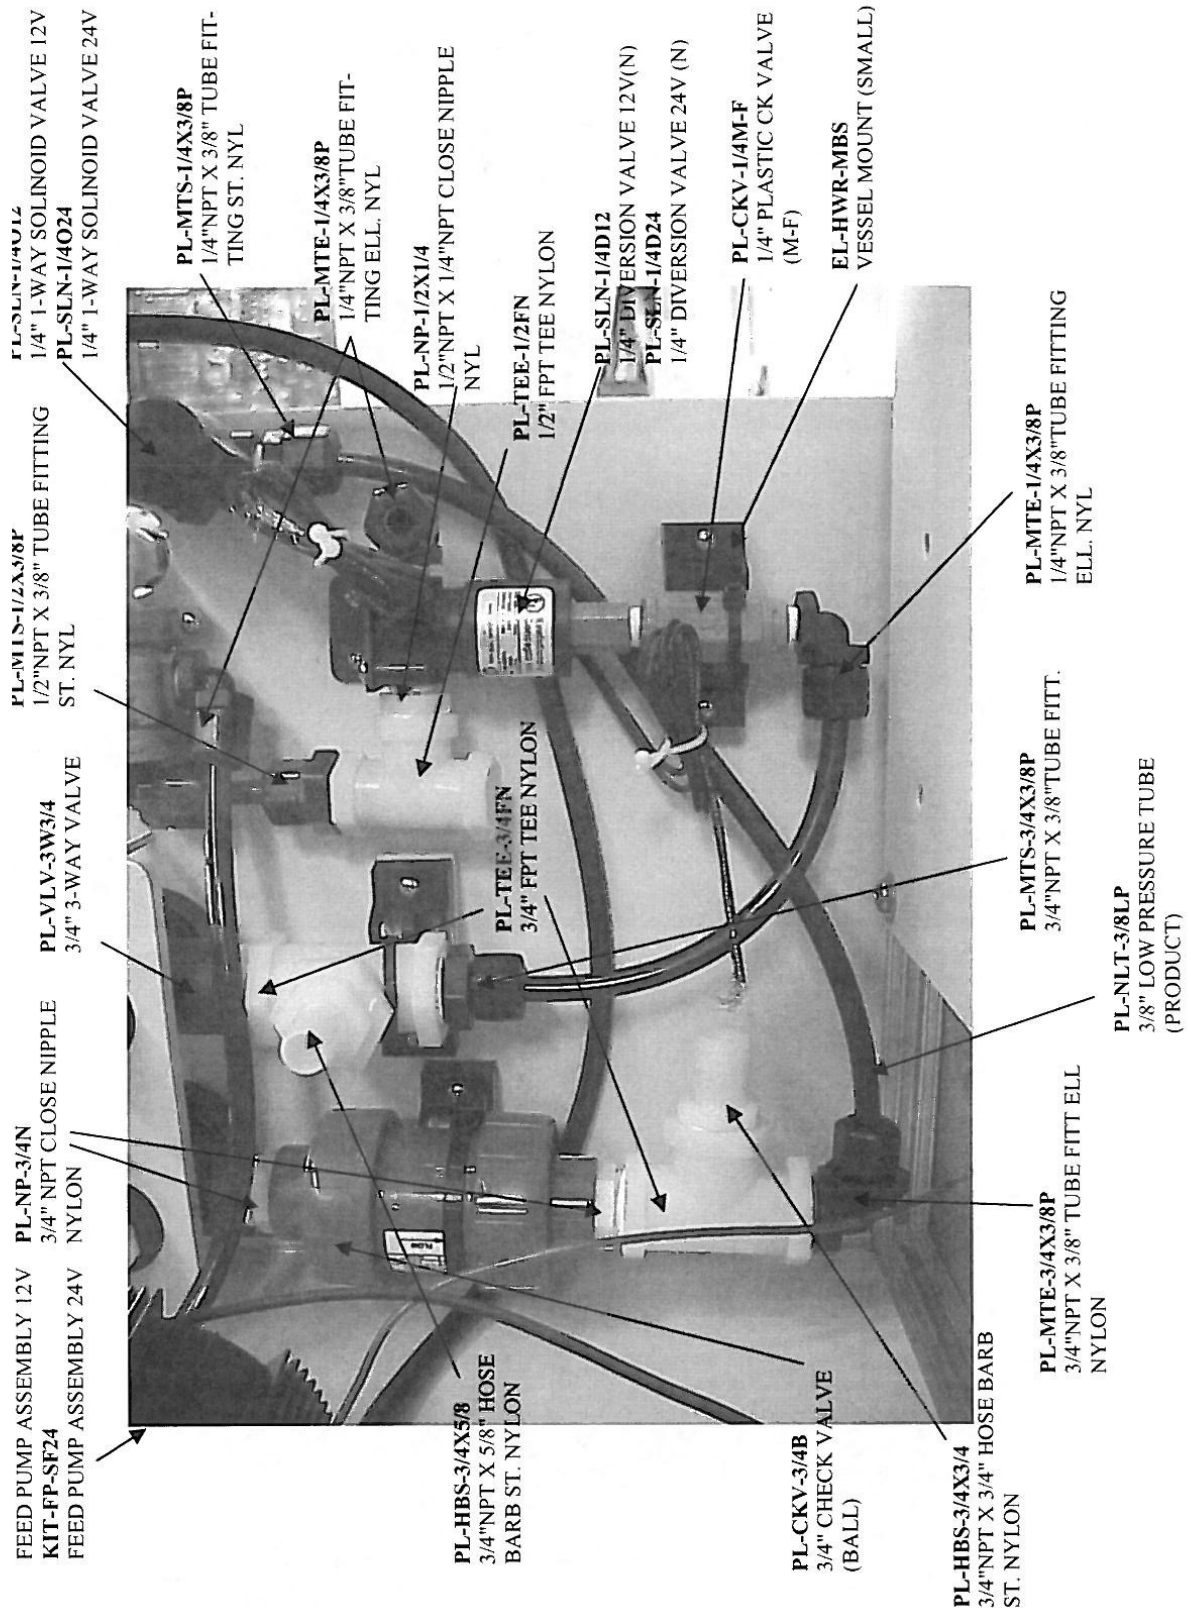 FEED PUMP ASSEMBLY 12V
KIT-FP-SF24
FEED PUMP ASSEMBLY 24V
PL-NP-3/4N
3/4" NPT CLOSE NIPPLE
NYLON
PL-VLV-3W3/4
3/4" 3-WAY VALVE
PL-MTS-1/2X3/8P
1/2"NPT X 3/8" TUBE FITTING
ST. NYL
PL-SLN-1/4O12
1/4" 1-WAY SOLINOID VALVE 12V
PL-SLN-1/4O24
1/4" 1-WAY SOLINOID VALVE 24V
PL-MTS-1/4X3/8P
1/4"NPT X 3/8" TUBE FIT-
TING ST. NYL
PL-MTE-1/4X3/8P
1/4"NPT X 3/8"TUBE FIT-
TING ELL. NYL
PL-NP-1/2X1/4
1/2"NPT X 1/4"NPT CLOSE NIPPLE
NYL
PL-TEE-1/2FN
1/2" FPT TEE NYLON
PL-SLN-1/4D12
1/4" DIVERSION VALVE 12V(N)
PL-SLN-1/4D24
1/4" DIVERSION VALVE 24V (N)
PL-CKV-1/4M-F
1/4" PLASTIC CK VALVE
(M-F)
EL-HWR-MBS
VESSEL MOUNT (SMALL)
PL-TEE-3/4FN
3/4" FPT TEE NYLON
FLOW
PL-HBS-3/4X5/8
3/4"NPT X 5/8" HOSE
BARB ST. NYLON
PL-CKV-3/4B
3/4" CHECK VALVE
(BALL)
PL-HBS-3/4X3/4
3/4"NPT X 3/4" HOSE BARB
ST. NYLON
PL-MTE-3/4X3/8P
3/4"NPT X 3/8" TUBE FITT ELL
NYLON
PL-NLT-3/8LP
3/8" LOW PRESSURE TUBE
(PRODUCT)
PL-MTS-3/4X3/8P
3/4"NPT X 3/8"TUBE FITT.
PL-MTE-1/4X3/8P
1/4"NPT X 3/8"TUBE FITTING
ELL. NYL